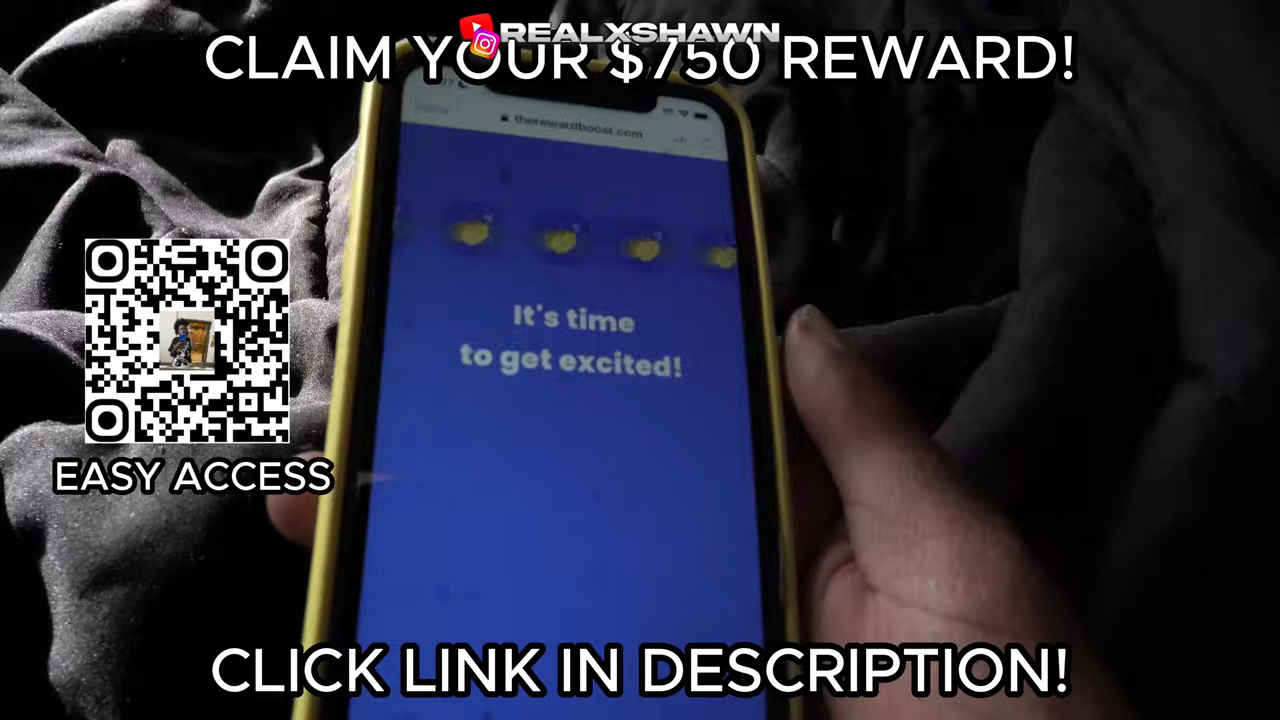 REALXSHAWN
CLAIM YOUR $750 REWARD!
therewardboost.com
It's time
to get excited!
EASY ACCESS
CLICK LINK IN DESCRIPTION!